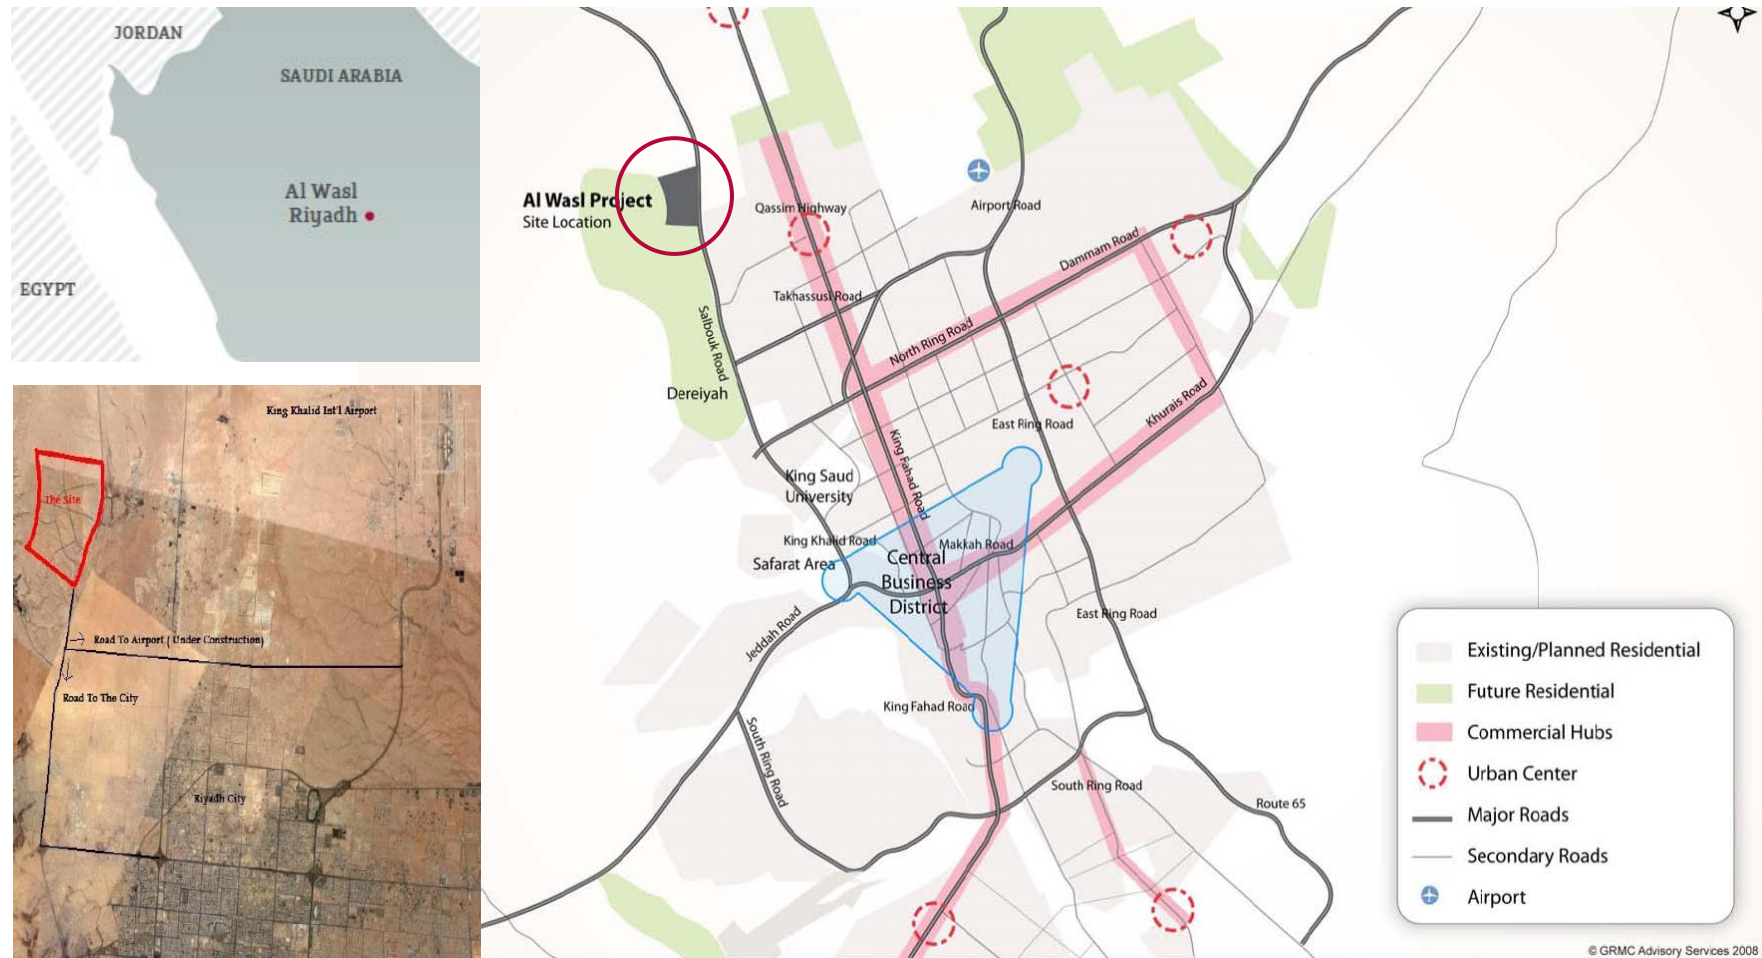 JORDAN
SAUDI ARABIA
Al Wasl
Riyadh
EGYPT
King Khalid Int'l Airport
The Site
Road To Airport ( Under Construction)
Road To The City
Riyadh City
Al Wasl Project
Site Location
Qassim Highway
Airport Road
Dammam Road
Takhassusi Road
Salbouk Road
North Ring Road
Dereiyah
Khurais Road
East Ring Road
King Fahad Road
King Saud
University
King Khalid Road
Makkah Road
Safarat Area
Central
Business
District
Jeddah Road
East Ring Road
King Fahad Road
South Ring Road
South Ring Road
Route 65
Existing/Planned Residential
Future Residential
Commercial Hubs
Urban Center
Major Roads
Secondary Roads
Airport
© GRMC Advisory Services 2008